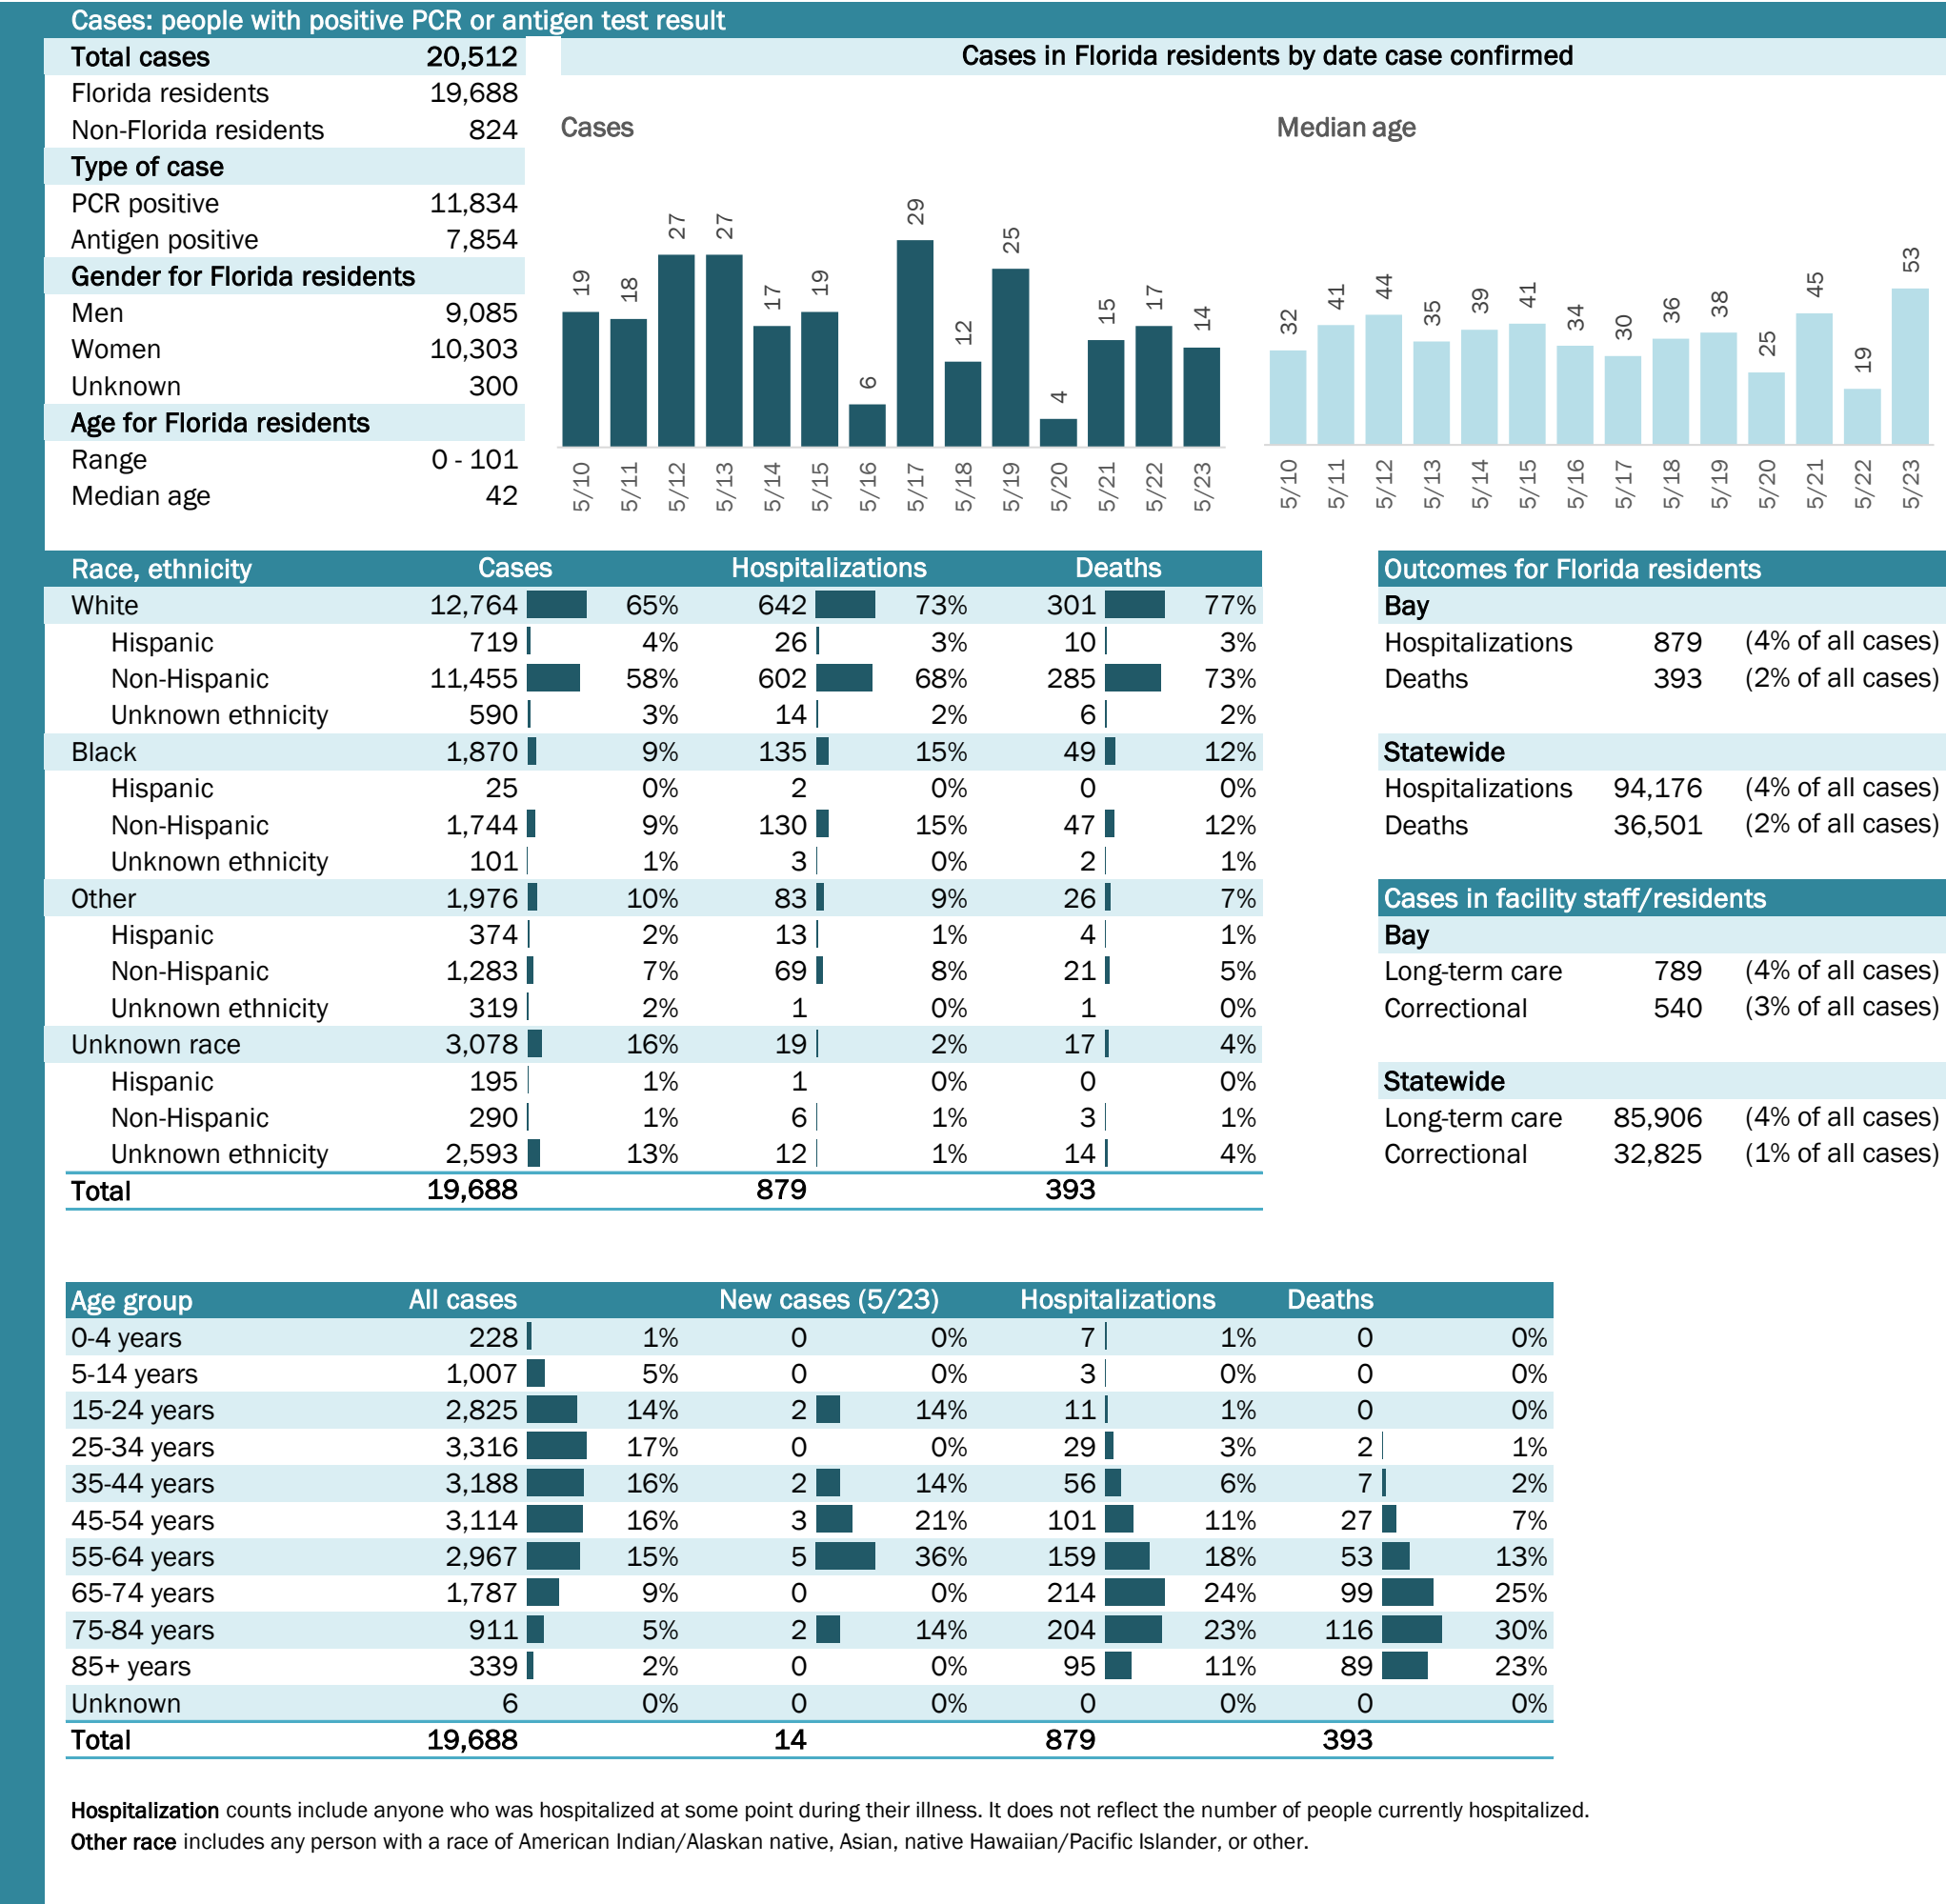 Cases: people with positive PCR or antigen test result
Total cases 20,512
Florida residents 19,688
Non-Florida residents 824
Type of case
PCR positive 11,834
Antigen positive 7,854
Gender for Florida residents
Men 9,085
Women 10,303
Unknown 300
Age for Florida residents
Range 0 - 101
Median age 42
Cases in Florida residents by date case confirmed
Cases
19 18 27 27 17 19 6 29 12 25 4 15 17 14
5/10 5/11 5/12 5/13 5/14 5/15 5/16 5/17 5/18 5/19 5/20 5/21 5/22 5/23
Median age
32 41 44 35 39 41 34 30 36 38 25 45 19 53
5/10 5/11 5/12 5/13 5/14 5/15 5/16 5/17 5/18 5/19 5/20 5/21 5/22 5/23
Race, ethnicity Cases Hospitalizations Deaths
White 12,764 65% 642 73% 301 77%
Hispanic 719 4% 26 3% 10 3%
Non-Hispanic 11,455 58% 602 68% 285 73%
Unknown ethnicity 590 3% 14 2% 6 2%
Black 1,870 9% 135 15% 49 12%
Hispanic 25 0% 2 0% 0 0%
Non-Hispanic 1,744 9% 130 15% 47 12%
Unknown ethnicity 101 1% 3 0% 2 1%
Other 1,976 10% 83 9% 26 7%
Hispanic 374 2% 13 1% 4 1%
Non-Hispanic 1,283 7% 69 8% 21 5%
Unknown ethnicity 319 2% 1 0% 1 0%
Unknown race 3,078 16% 19 2% 17 4%
Hispanic 195 1% 1 0% 0 0%
Non-Hispanic 290 1% 6 1% 3 1%
Unknown ethnicity 2,593 13% 12 1% 14 4%
Total 19,688 879 393
Outcomes for Florida residents
Bay
Hospitalizations 879 (4% of all cases)
Deaths 393 (2% of all cases)
Statewide
Hospitalizations 94,176 (4% of all cases)
Deaths 36,501 (2% of all cases)
Cases in facility staff/residents
Bay
Long-term care 789 (4% of all cases)
Correctional 540 (3% of all cases)
Statewide
Long-term care 85,906 (4% of all cases)
Correctional 32,825 (1% of all cases)
Age group All cases New cases (5/23) Hospitalizations Deaths
0-4 years 228 1% 0 0% 7 1% 0 0%
5-14 years 1,007 5% 0 0% 3 0% 0 0%
15-24 years 2,825 14% 2 14% 11 1% 0 0%
25-34 years 3,316 17% 0 0% 29 3% 2 1%
35-44 years 3,188 16% 2 14% 56 6% 7 2%
45-54 years 3,114 16% 3 21% 101 11% 27 7%
55-64 years 2,967 15% 5 36% 159 18% 53 13%
65-74 years 1,787 9% 0 0% 214 24% 99 25%
75-84 years 911 5% 2 14% 204 23% 116 30%
85+ years 339 2% 0 0% 95 11% 89 23%
Unknown 6 0% 0 0% 0 0% 0 0%
Total 19,688 14 879 393
Hospitalization counts include anyone who was hospitalized at some point during their illness. It does not reflect the number of people currently hospitalized.
Other race includes any person with a race of American Indian/Alaskan native, Asian, native Hawaiian/Pacific Islander, or other.